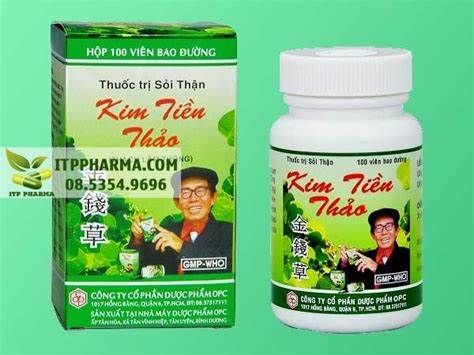 HỘP 100 VIÊN BAO ĐƯỜNG
Thuốc trị Sỏi Thận
Kim Tiền
Thảo
ITPPHARMA.COM
08.5354.9696
ITP PHARMA
金錢草
GMP-WHO
OPC
CÔNG TY CỔ PHẦN DƯỢC PHẨM OPC
1017 HỒNG BÀNG, QUẬN 6, TP.HCM. ĐT: 08.37517111
SẢN XUẤT TẠI NHÀ MÁY DƯỢC PHẨM OPC
ẤP TÂN HÓA, XÃ TÂN VĨNH HIỆP, TÂN UYÊN, BÌNH DƯƠNG
Thuốc trị Sỏi Thận
100 viên bao đường
Kim Tiền
Thảo
金錢草
GMP-WHO
CÔNG TY CỔ PHẦN DƯỢC PHẨM OPC
1017 HỒNG BÀNG, QUẬN 6, TP.HCM. ĐT: 08.37517111